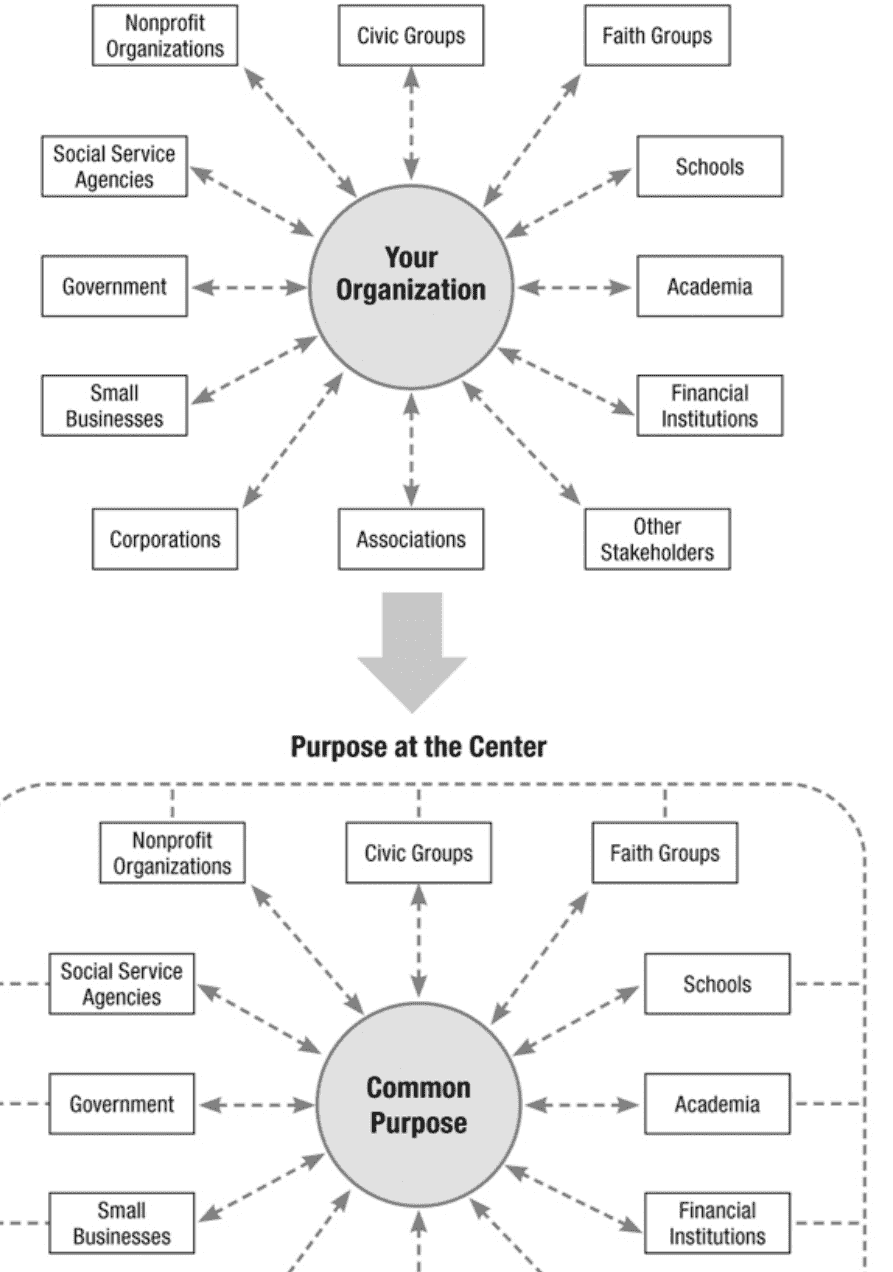 Nonprofit
Organizations
Civic Groups
Faith Groups
Social Service
Agencies
Schools
Your
Organization
Government
Academia
Small
Businesses
Financial
Institutions
Corporations
Associations
Other
Stakeholders
Purpose at the Center
Nonprofit
Organizations
Civic Groups
Faith Groups
Social Service
Agencies
Schools
Common
Purpose
Government
Academia
Small
Businesses
Financial
Institutions